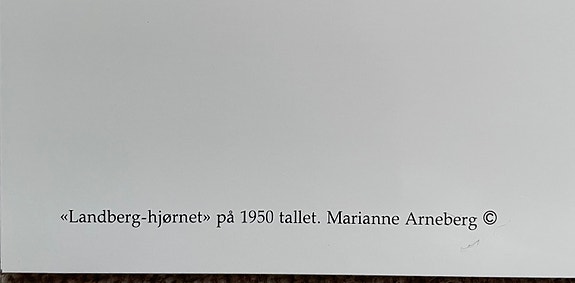 «Landberg-hjørnet» på 1950 tallet. Marianne Arneberg ©